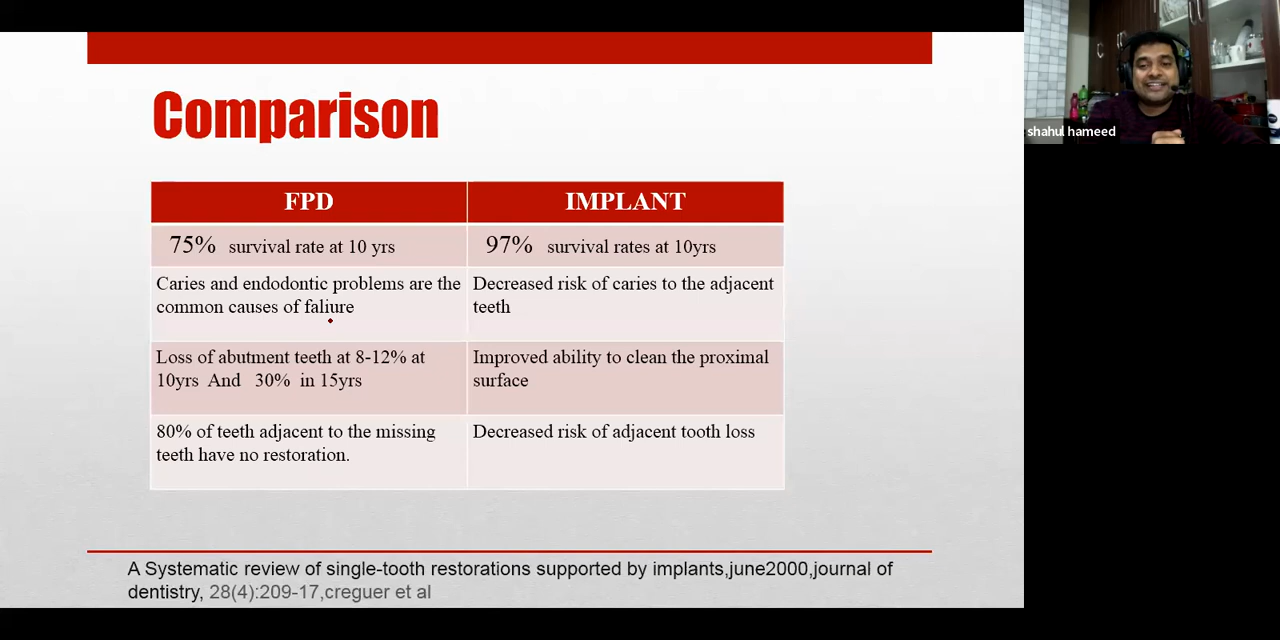 Comparison
FPD
IMPLANT
75% survival rate at 10 yrs
97% survival rates at 10yrs
Caries and endodontic problems are the
common causes of faliure
Decreased risk of caries to the adjacent
teeth
Loss of abutment teeth at 8-12% at
10yrs And 30% in 15yrs
Improved ability to clean the proximal
surface
80% of teeth adjacent to the missing
teeth have no restoration.
Decreased risk of adjacent tooth loss
A Systematic review of single-tooth restorations supported by implants,june2000,journal of
dentistry, 28(4):209-17,creguer et al
shahul hameed